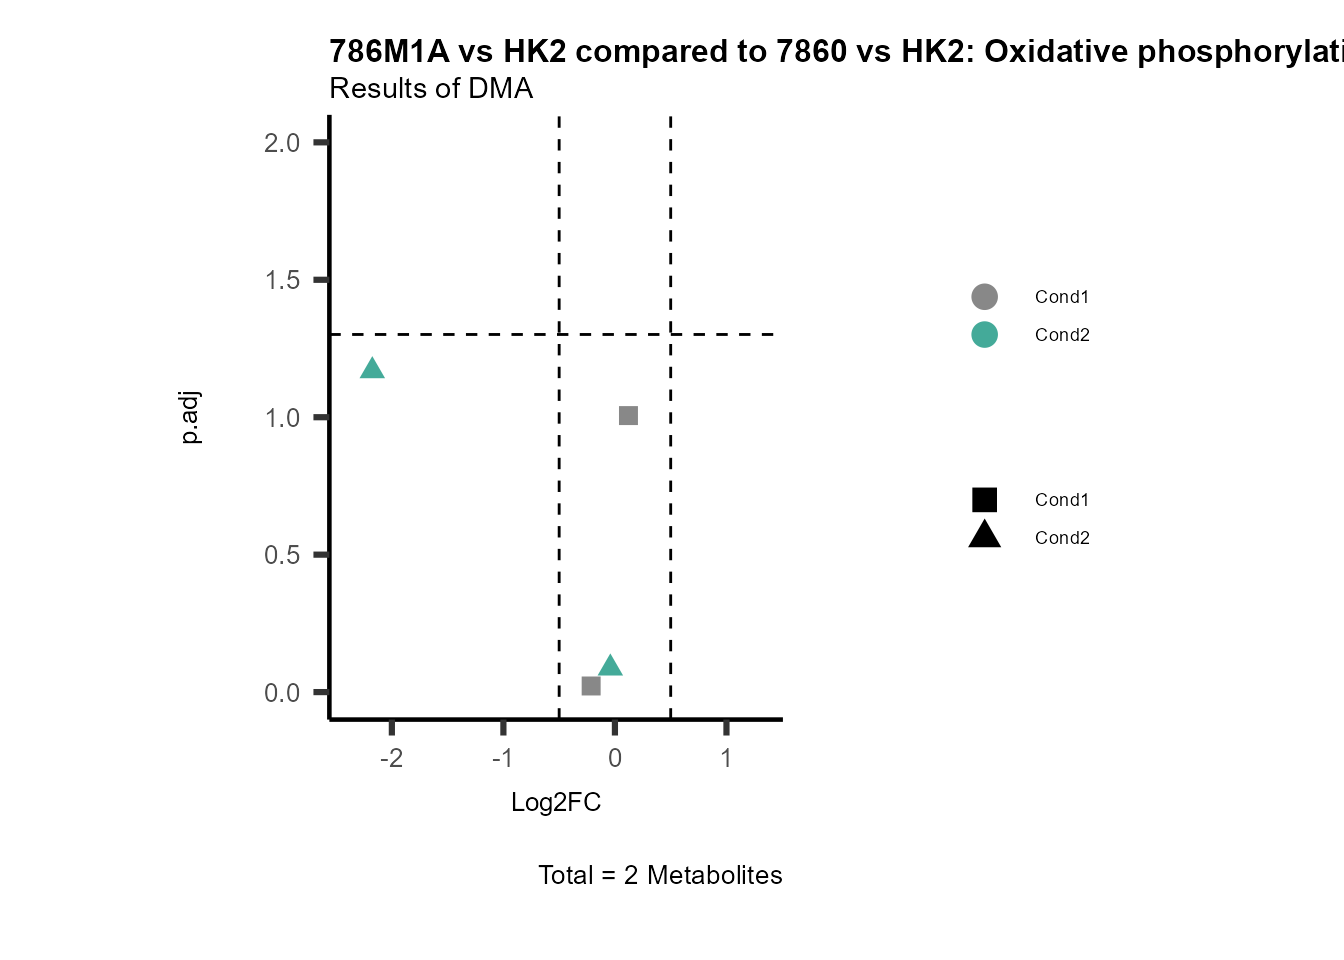 786M1A vs HK2 compared to 7860 vs HK2: Oxidative phosphorylati
Results of DMA
2.0
1.5
1.0
0.5
0.0
p.adj
-2 -1 0 1
Log2FC
Total = 2 Metabolites
Cond1
Cond2
Cond1
Cond2